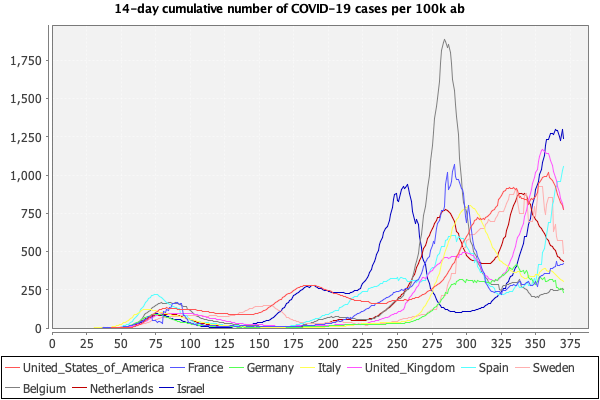 14-day cumulative number of COVID-19 cases per 100k ab
1,750
1,500
1,250
1,000
750
500
250
0
0 25 50 75 100 125 150 175 200 225 250 275 300 325 350 375
United_States_of_America France Germany Italy United_Kingdom Spain Sweden
Belgium Netherlands Israel